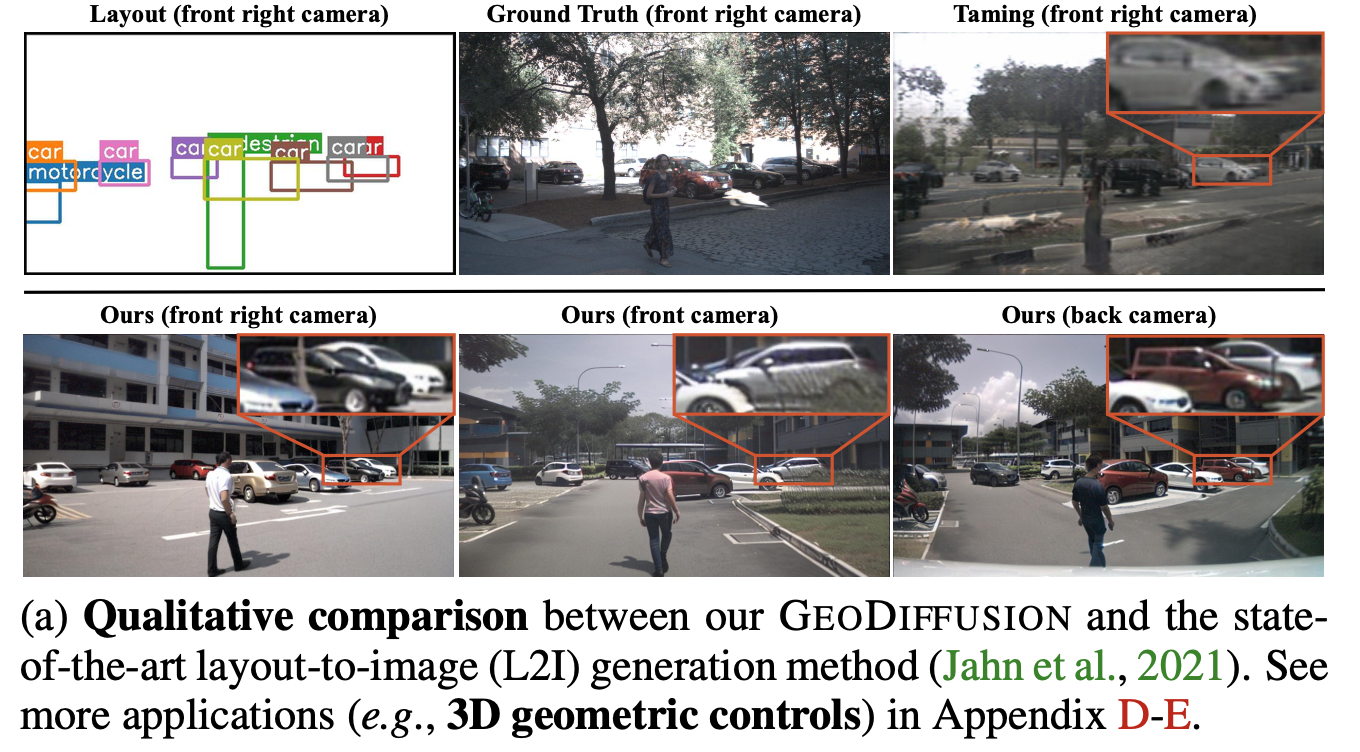 Layout (front right camera)
Ground Truth (front right camera)
Taming (front right camera)
car
car
car
car
destrian
car
car
ar
motorcycle
Ours (front right camera)
Ours (front camera)
Ours (back camera)
(a) Qualitative comparison between our GEODIFFUSION and the state-
of-the-art layout-to-image (L2I) generation method (Jahn et al., 2021). See
more applications (e.g., 3D geometric controls) in Appendix D-E.